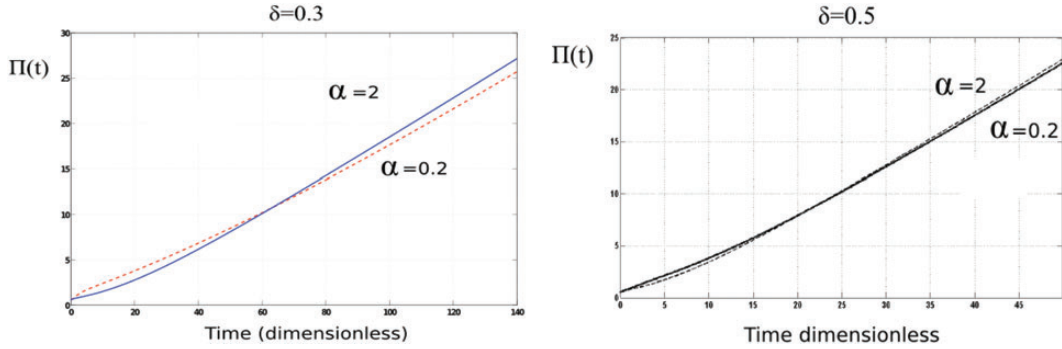 δ=0.3
30
Π(t)
25
α=2
20
15
α=0.2
10
5
0
0 20 40 60 80 100 120 140
Time (dimensionless)
δ=0.5
25
Π(t)
20
α=2
α=0.2
15
10
5
0
0 5 10 15 20 25 30 35 40 45
Time dimensionless